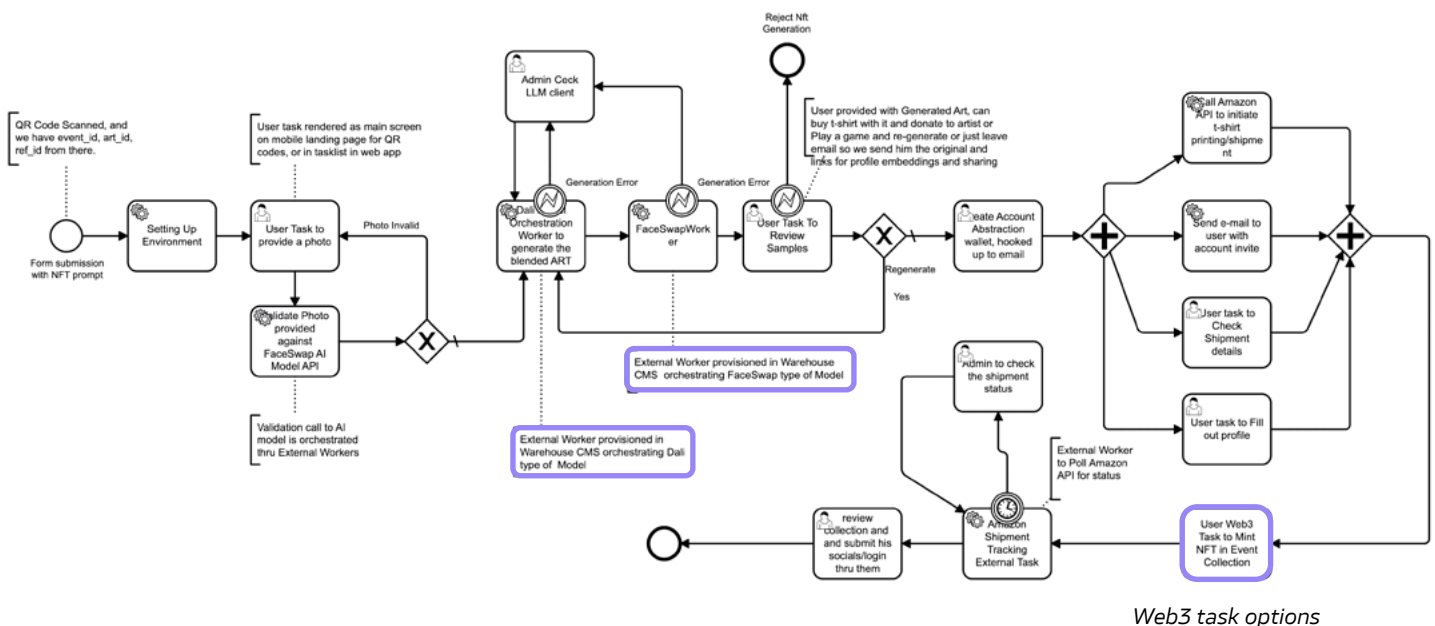 Reject Nft
Generation
Admin Ceck
LLM client
QR Code Scanned, and
we have event_id, art_id,
ref_id from there.
User task rendered as main screen
on mobile landing page for QR
codes, or in tasklist in web app
User provided with Generated Art, can
buy t-shirt with it and donate to artist or
Play a game and re-generate or just leave
email so we send him the original and
links for profile embeddings and sharing
Call Amazon
API to initiate
t-shirt
printing/shipme
nt
Generation Error
Generation Error
Form submission
with NFT prompt
Setting Up
Environment
User Task to
provide a photo
Photo Invalid
Dali
Orchestration
Worker to
generate the
blended ART
FaceSwapWork
er
User Task To
Review
Samples
X
Regenerate
Yes
eate Account
Abstraction
wallet, hooked
up to email
Send e-mail to
user with
account invite
User task to
Check
Shipment
details
User task to Fill
out profile
alidate Photo
provided
against
FaceSwap AI
Model API
X
Validation call to AI
model is orchestrated
thru External Workers
External Worker provisioned in Warehouse
CMS orchestrating FaceSwap type of Model
External Worker provisioned in
Warehouse CMS orchestrating Dali
type of Model
Admin to check
the shipment
status
External Worker
to Poll Amazon
API for status
review
collection and
and submit his
socials/login
thru them
Amazon
Shipment
Tracking
External Task
User Web3
Task to Mint
NFT in Event
Collection
Web3 task options